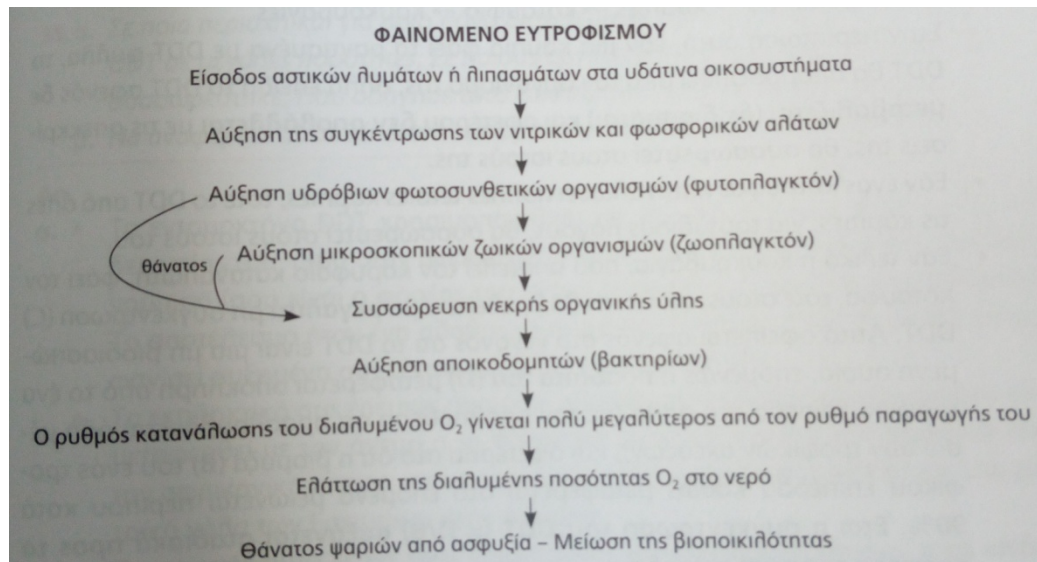 ΦΑΙΝΟΜΕΝΟ ΕΥΤΡΟΦΙΣΜΟΥ
Είσοδος αστικών λυμάτων ή λιπασμάτων στα υδάτινα οικοσυστήματα
Αύξηση της συγκέντρωσης των νιτρικών και φωσφορικών αλάτων
Αύξηση υδρόβιων φωτοσυνθετικών οργανισμών (φυτοπλαγκτόν)
Αύξηση μικροσκοπικών ζωικών οργανισμών (ζωοπλαγκτόν)
θάνατος
Συσσώρευση νεκρής οργανικής ύλης
Αύξηση αποικοδομητών (βακτηρίων)
Ο ρυθμός κατανάλωσης του διαλυμένου O₂ γίνεται πολύ μεγαλύτερος από τον ρυθμό παραγωγής του
Ελάττωση της διαλυμένης ποσότητας O₂ στο νερό
Θάνατος ψαριών από ασφυξία – Μείωση της βιοποικιλότητας